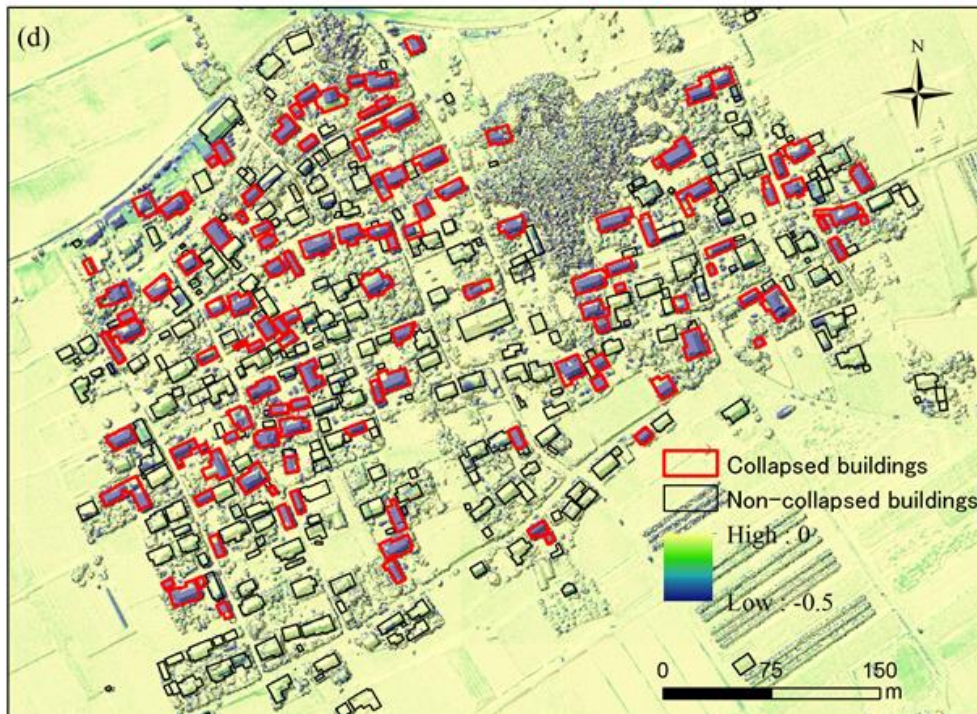 (d)
N
Collapsed buildings
Non-collapsed buildings
High : 0
Low : -0.5
0 75 150
m